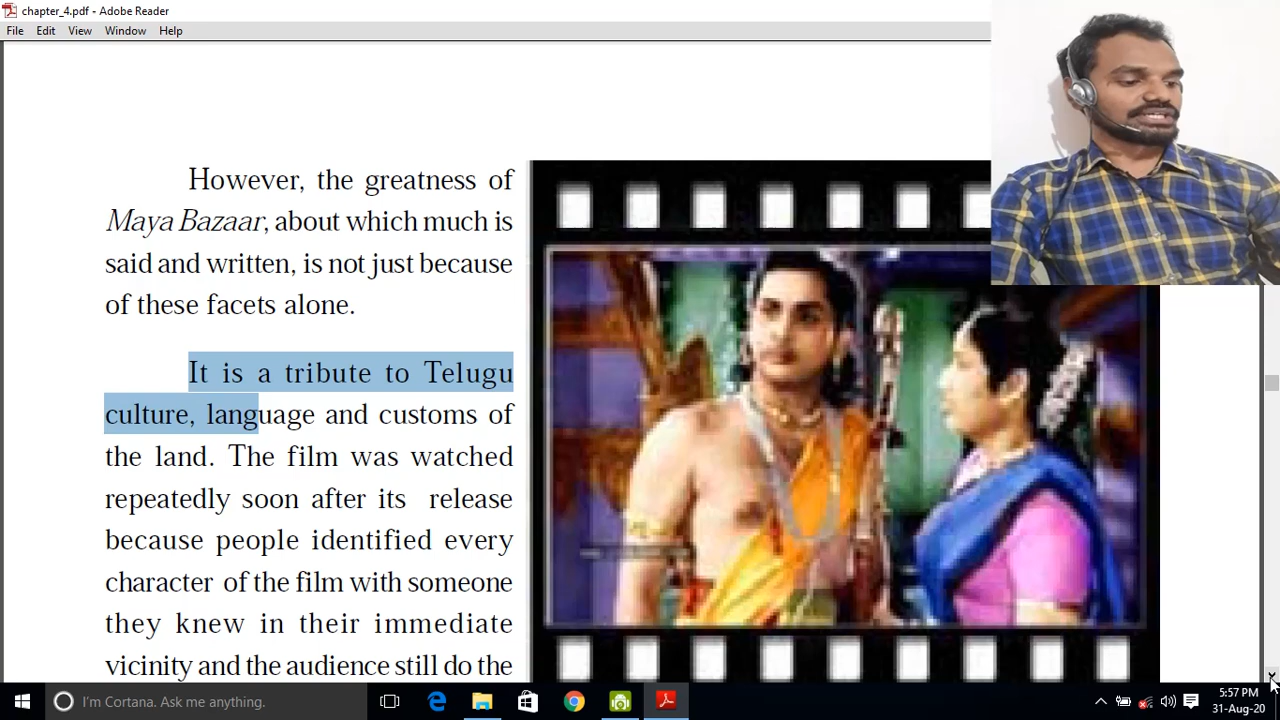 chapter_4.pdf - Adobe Reader
File Edit View Window Help
However, the greatness of
Maya Bazaar, about which much is
said and written, is not just because
of these facets alone.
It is a tribute to Telugu
culture, language and customs of
the land. The film was watched
repeatedly soon after its release
because people identified every
character of the film with someone
they knew in their immediate
vicinity and the audience still do the
I'm Cortana. Ask me anything.
5:57 PM
31-Aug-20